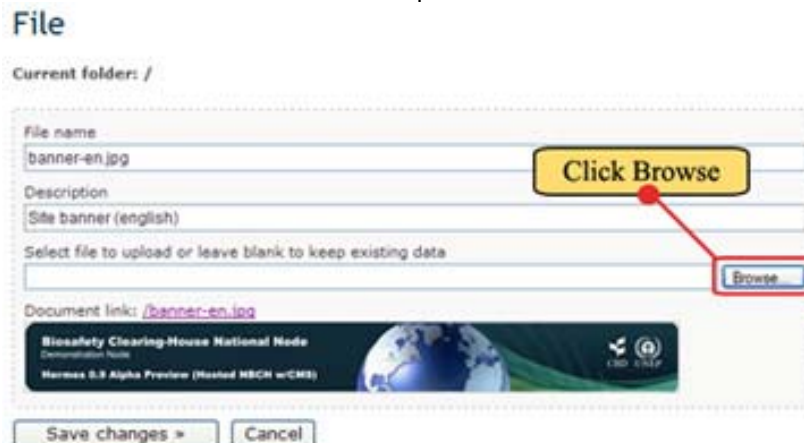 File
Current folder: /
File name
banner-en.jpg
Click Browse
Description
Site banner (english)
Select file to upload or leave blank to keep existing data
Browse...
Document link: /banner-en.jpg
Biosafety Clearing-House National Node
Demonstration Node
Hermes 0.9 Alpha Preview (Hosted NBCH w/CMS)
CBD UNEP
Save changes » Cancel